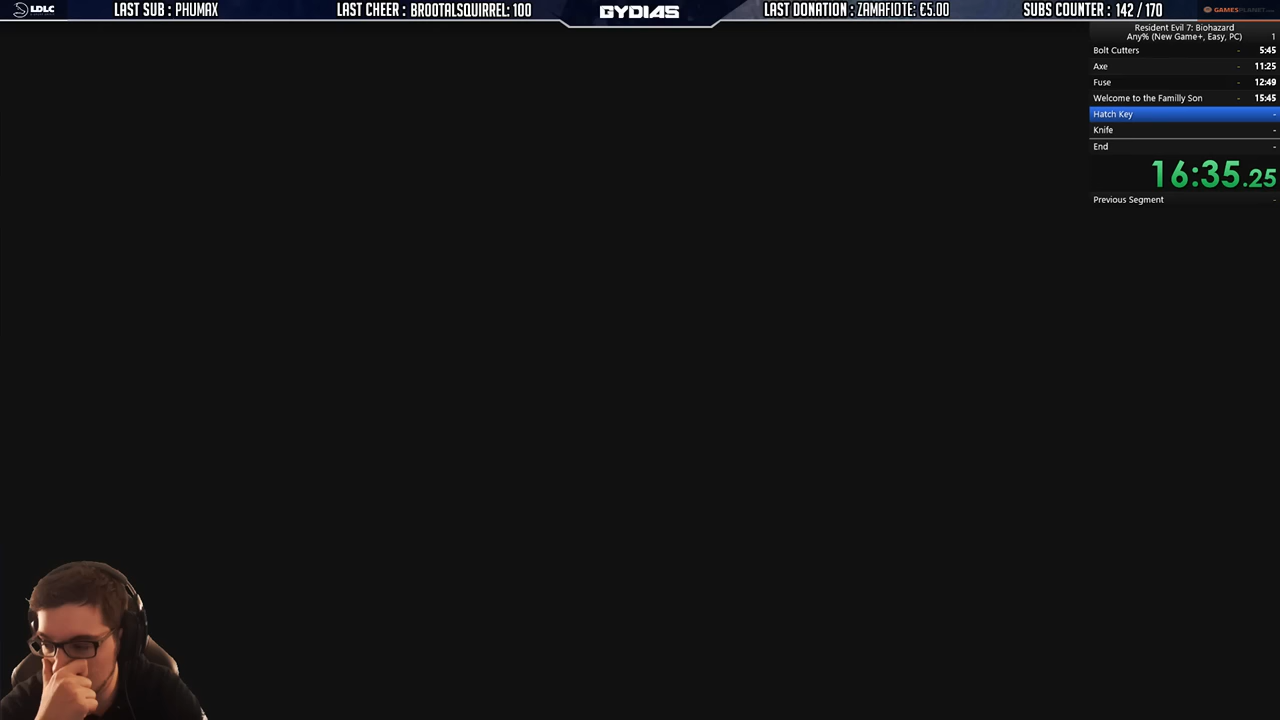 LDLC
LAST SUB : PHUMAX
LAST CHEER : BROOTALSQUIRREL: 100
GYDIAS
LAST DONATION : ZAMAFIOTE: €5.00
SUBS COUNTER : 142 / 170
GAMESPLANET.com
Resident Evil 7: Biohazard
Any% (New Game+, Easy, PC) 1
Bolt Cutters - 5:45
Axe - 11:25
Fuse - 12:49
Welcome to the Familly Son - 15:45
Hatch Key -
Knife -
End -
16:35.25
Previous Segment -